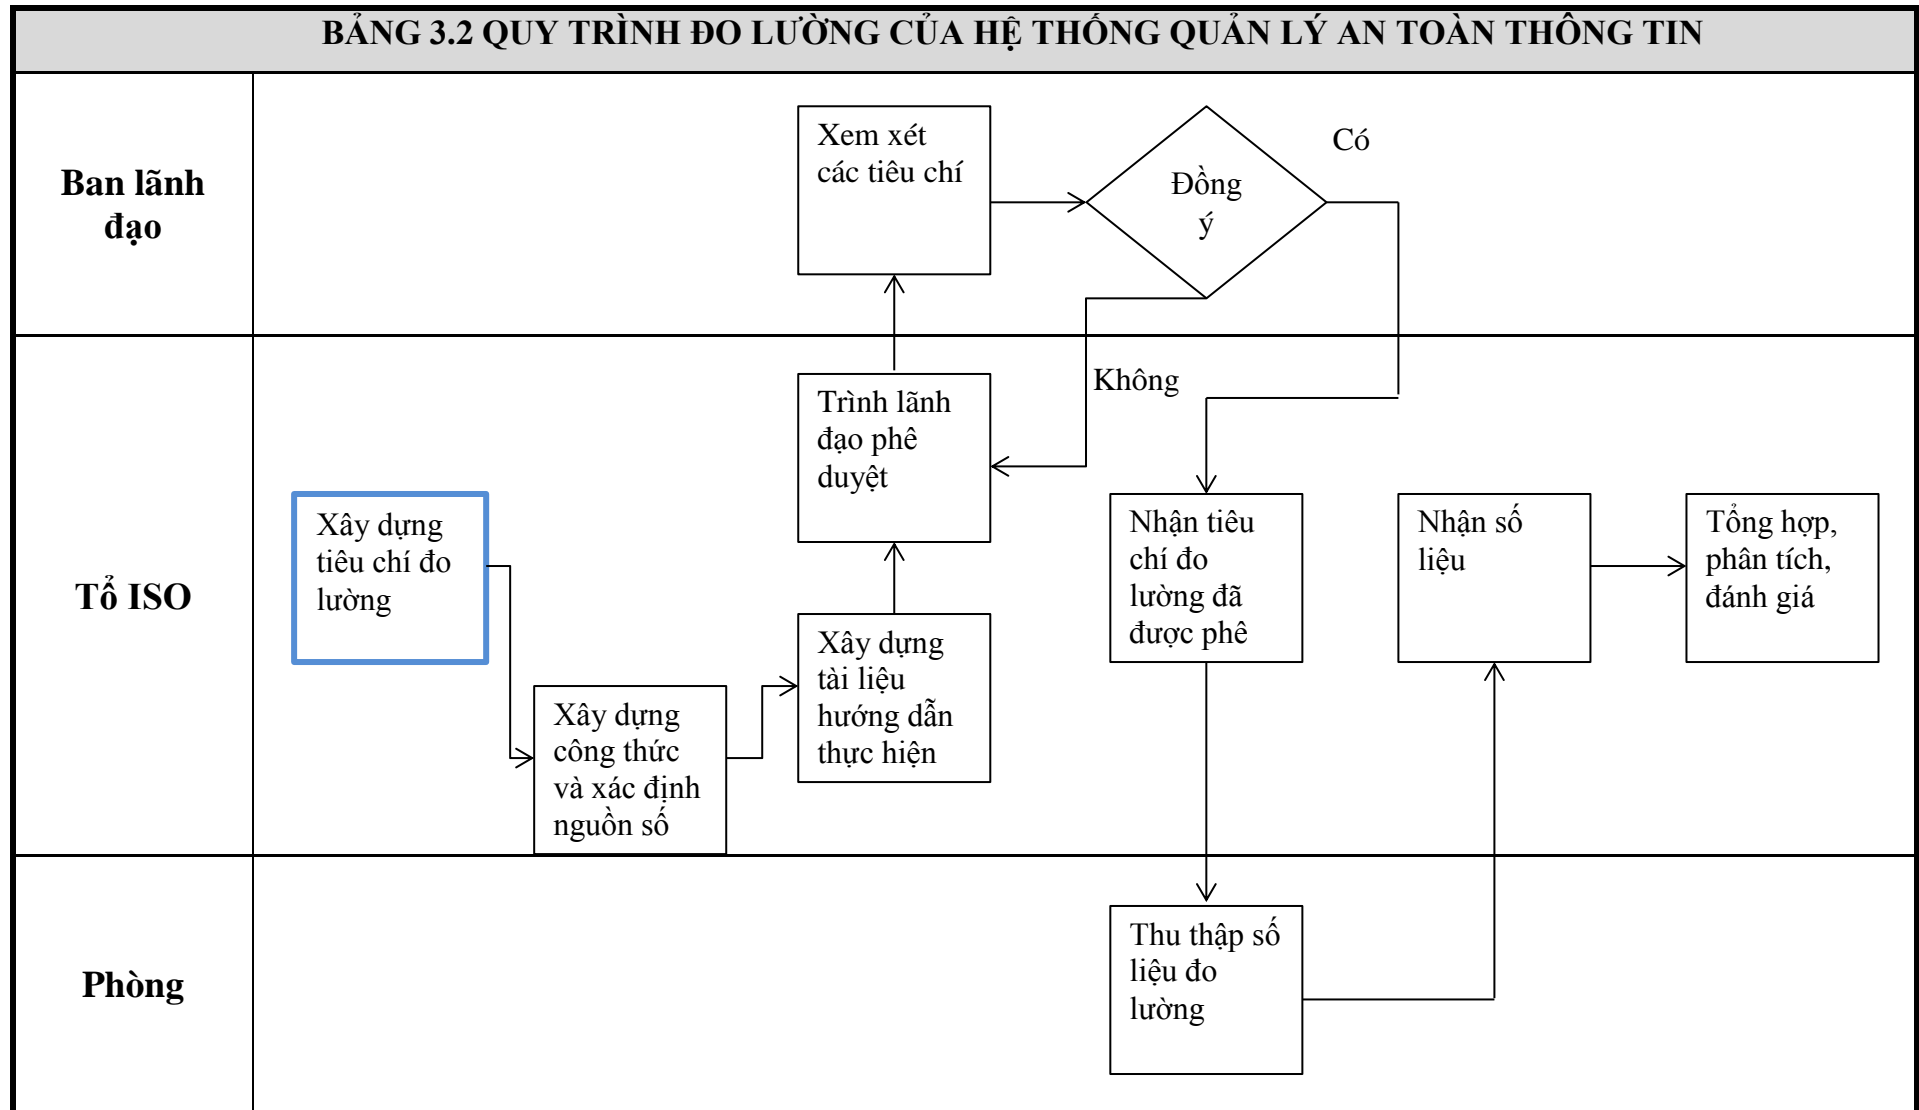 BẢNG 3.2 QUY TRÌNH ĐO LƯỜNG CỦA HỆ THỐNG QUẢN LÝ AN TOÀN THÔNG TIN
Ban lãnh
đạo
Xem xét
các tiêu chí
Đồng
ý
Có
Không
Tổ ISO
Xây dựng
tiêu chí đo
lường
Xây dựng
công thức
và xác định
nguồn số
Xây dựng
tài liệu
hướng dẫn
thực hiện
Trình lãnh
đạo phê
duyệt
Nhận tiêu
chí đo
lường đã
được phê
Nhận số
liệu
Tổng hợp,
phân tích,
đánh giá
Phòng
Thu thập số
liệu đo
lường